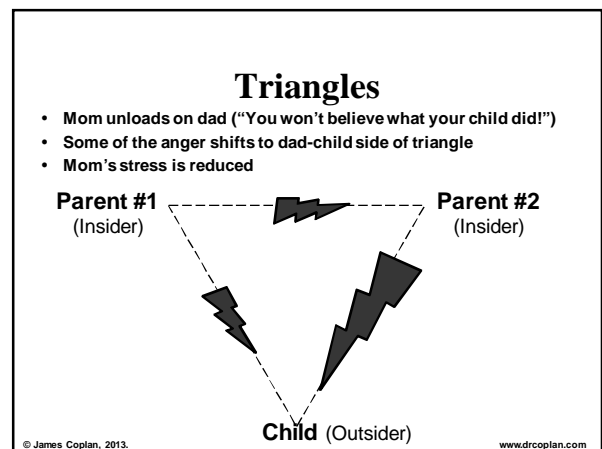 Triangles
• Mom unloads on dad (“You won’t believe what your child did!”)
• Some of the anger shifts to dad-child side of triangle
• Mom’s stress is reduced
Parent #1
(Insider)
Parent #2
(Insider)
Child (Outsider)
© James Coplan, 2013.
www.drcoplan.com